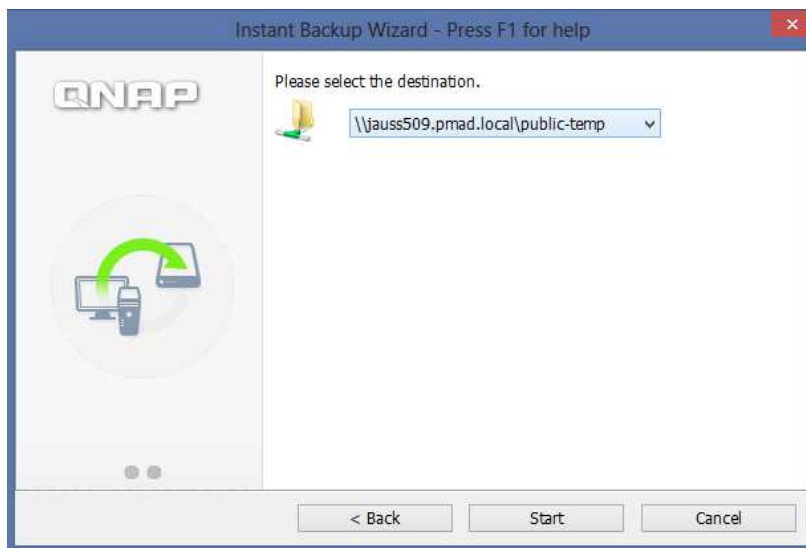 Instant Backup Wizard - Press F1 for help
QNAP
Please select the destination.
\\jauss509.pmad.local\public-temp
< Back
Start
Cancel